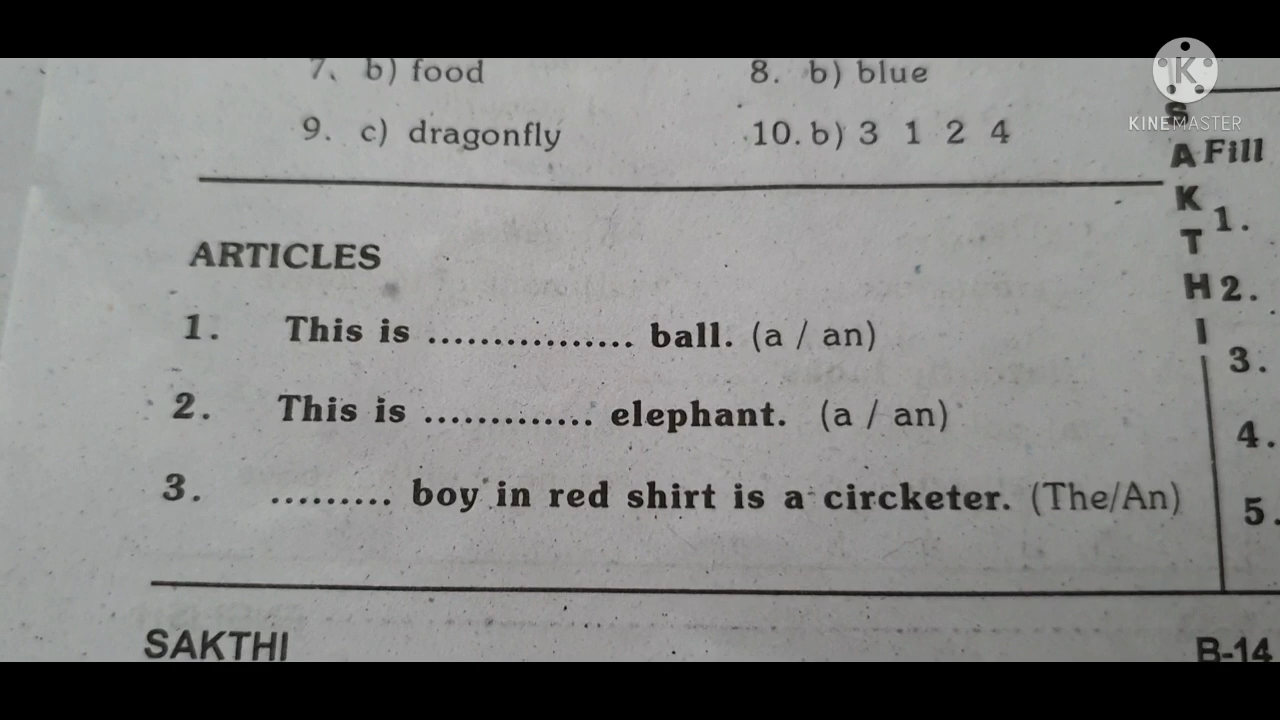 7. b) food 8. b) blue
9. c) dragonfly 10. b) 3 1 2 4
ARTICLES
1. This is ................ ball. (a / an)
2. This is ............. elephant. (a / an)
3. ......... boy in red shirt is a circketer. (The/An)
SAKTHI
B-14
SAKTHI
Fill
1.
2.
3.
4.
5.
K
KINEMASTER